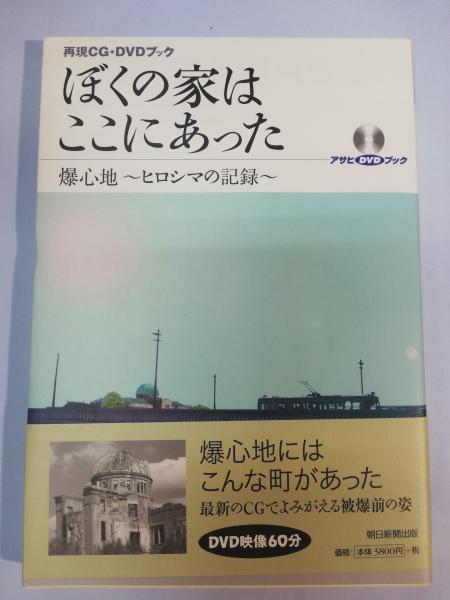 再現CG・DVDブック
ぼくの家は
ここにあった
アサヒDVDブック
爆心地 ～ヒロシマの記録～
爆心地には
こんな町があった
最新のCGでよみがえる被爆前の姿
DVD映像60分
朝日新聞出版
価格：本体3800円+税